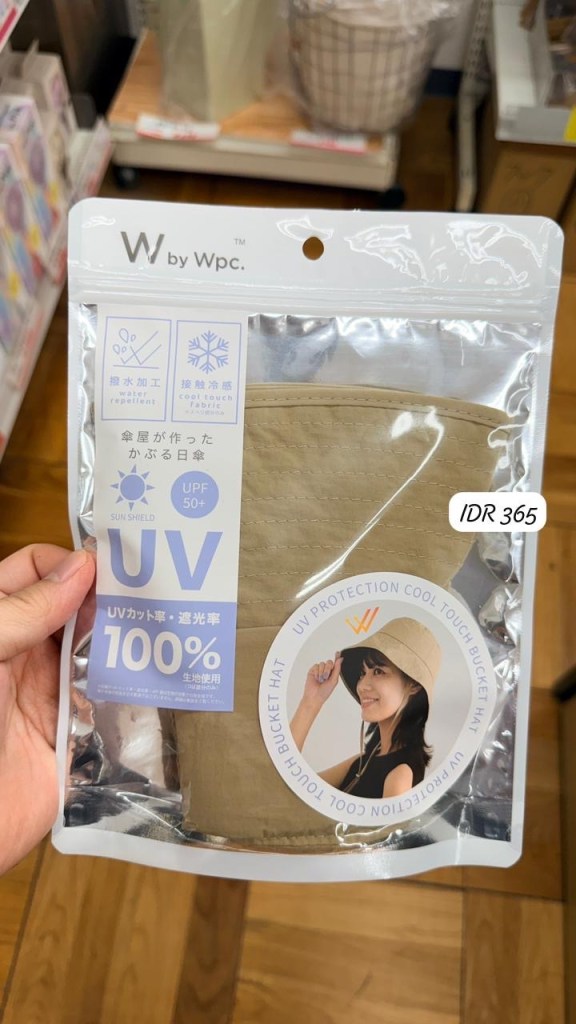 W by Wpc.™
撥水加工
water
repellent
接触冷感
cool touch
fabric
傘屋が作った
かぶる日傘
SUN SHIELD
UPF
50+
UV
UVカット率・遮光率
100%
生地使用
IDR 365
UV PROTECTION COOL TOUCH BUCKET HAT
UV PROTECTION COOL TOUCH BUCKET HAT